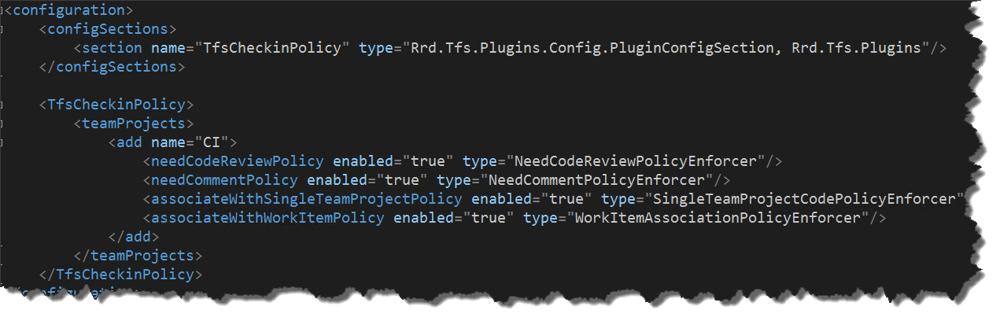 <configuration>
<configSections>
<section name="TfsCheckinPolicy" type="Rrd.Tfs.Plugins.Config.PluginConfigSection, Rrd.Tfs.Plugins"/>
</configSections>
<TfsCheckinPolicy>
<teamProjects>
<add name="CI">
<needCodeReviewPolicy enabled="true" type="NeedCodeReviewPolicyEnforcer"/>
<needCommentPolicy enabled="true" type="NeedCommentPolicyEnforcer"/>
<associateWithSingleTeamProjectPolicy enabled="true" type="SingleTeamProjectCodePolicyEnforcer"
<associateWithWorkItemPolicy enabled="true" type="WorkItemAssociationPolicyEnforcer"/>
</add>
</teamProjects>
</TfsCheckinPolicy>